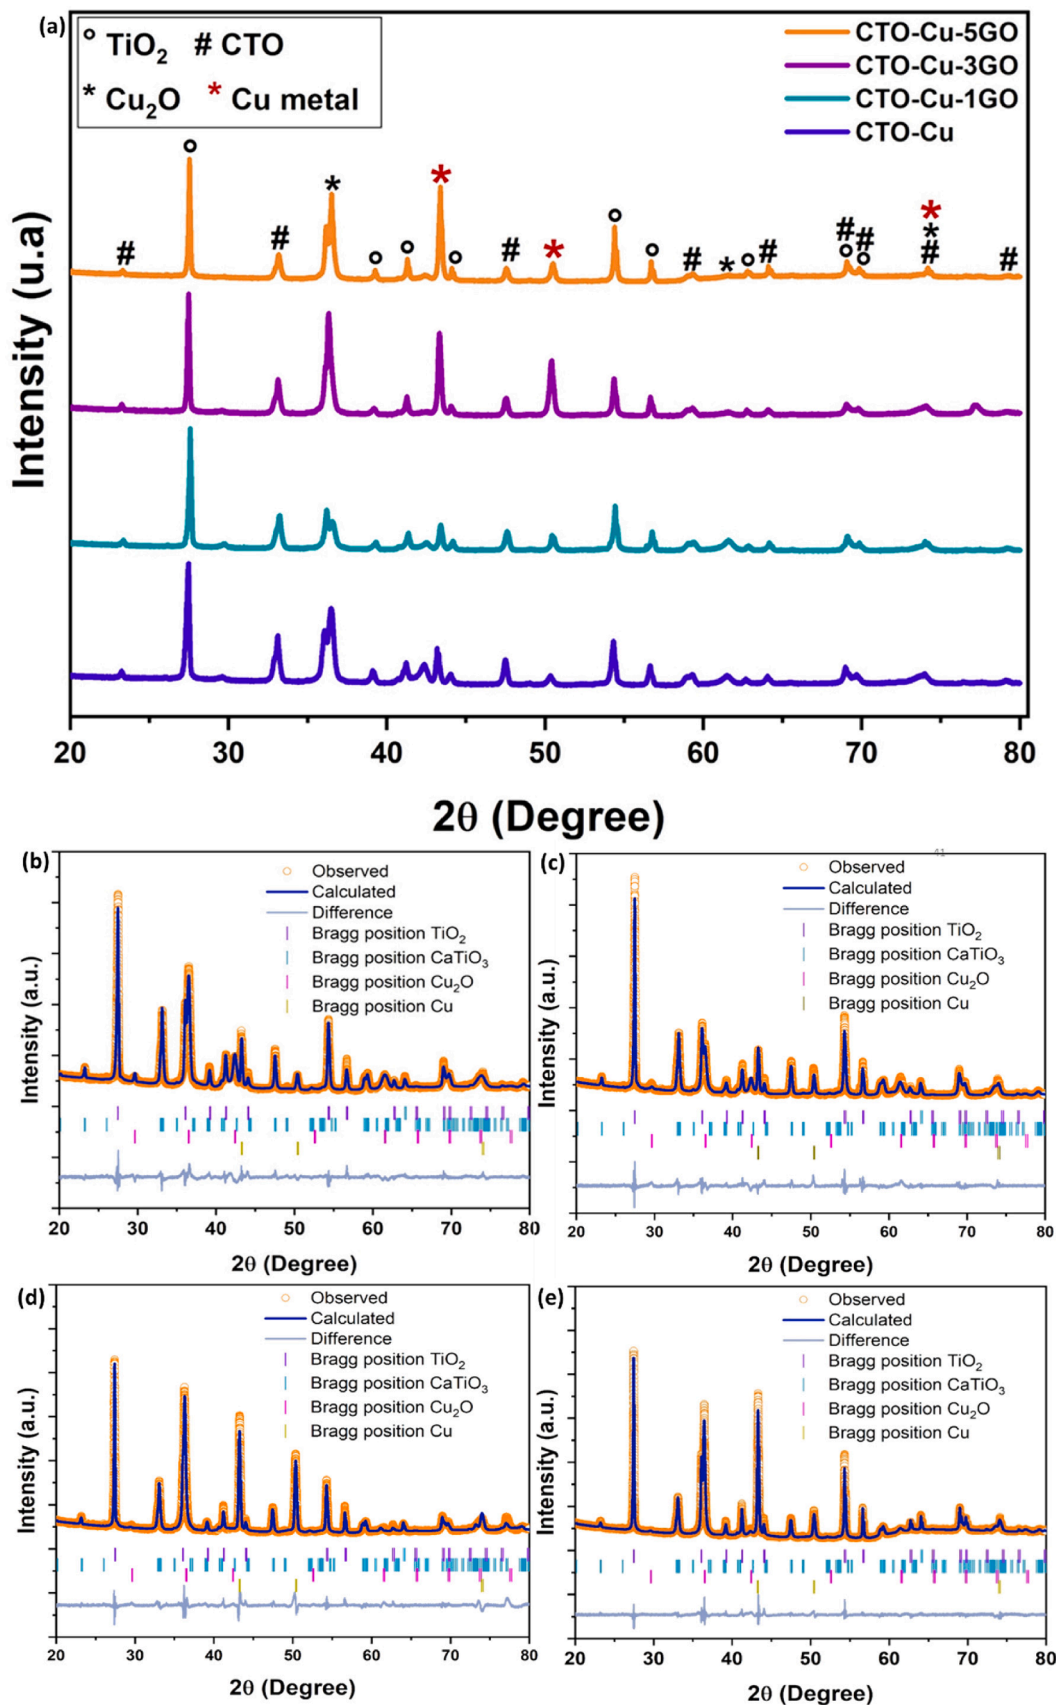 (a)
° TiO2 # CTO
* Cu2O * Cu metal
CTO-Cu-5GO
CTO-Cu-3GO
CTO-Cu-1GO
CTO-Cu
° * * ° # # ° ° ° # * ° # * ° # # ° * # # ° # ° * * # #
Intensity (u.a)
20 30 40 50 60 70 80
2θ (Degree)
(b)
Observed
Calculated
Difference
Bragg position TiO2
Bragg position CaTiO3
Bragg position Cu2O
Bragg position Cu
Intensity (a.u.)
20 30 40 50 60 70 80
2θ (Degree)
(c)
41
Observed
Calculated
Difference
Bragg position TiO2
Bragg position CaTiO3
Bragg position Cu2O
Bragg position Cu
Intensity (a.u.)
20 30 40 50 60 70 80
2θ (Degree)
(d)
Observed
Calculated
Difference
Bragg position TiO2
Bragg position CaTiO3
Bragg position Cu2O
Bragg position Cu
Intensity (a.u.)
20 30 40 50 60 70 80
2θ (Degree)
(e)
Observed
Calculated
Difference
Bragg position TiO2
Bragg position CaTiO3
Bragg position Cu2O
Bragg position Cu
Intensity (a.u.)
20 30 40 50 60 70 80
2θ (Degree)